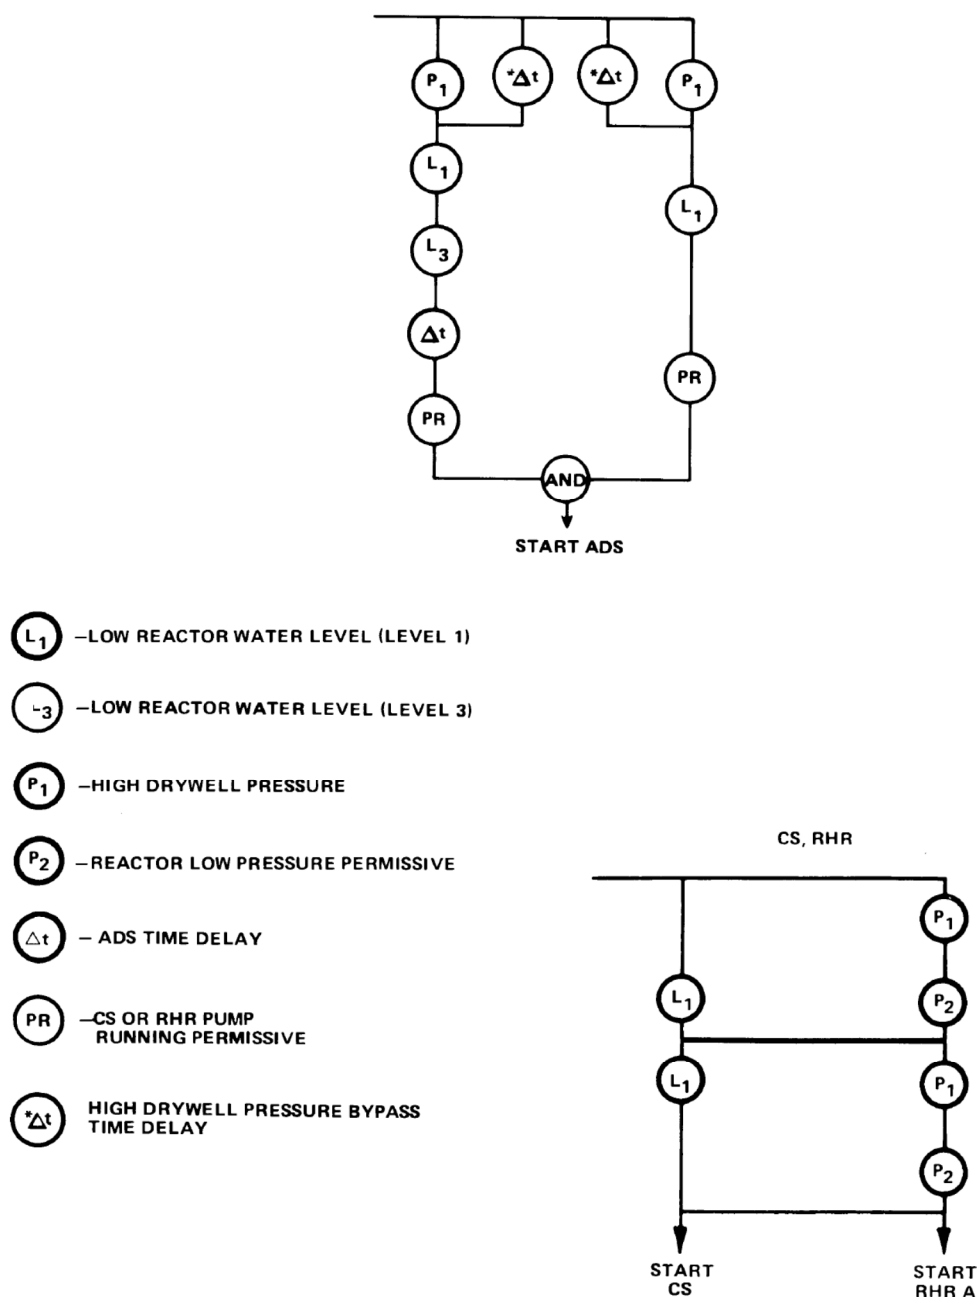 P1
*Δt
*Δt
P1
L1
L1
L3
Δt
PR
PR
AND
START ADS
L1 –LOW REACTOR WATER LEVEL (LEVEL 1)
L3 –LOW REACTOR WATER LEVEL (LEVEL 3)
P1 –HIGH DRYWELL PRESSURE
P2 –REACTOR LOW PRESSURE PERMISSIVE
Δt – ADS TIME DELAY
PR –CS OR RHR PUMP
RUNNING PERMISSIVE
*Δt HIGH DRYWELL PRESSURE BYPASS
TIME DELAY
CS, RHR
P1
L1
P2
L1
P1
P2
START
CS
START
RHR A